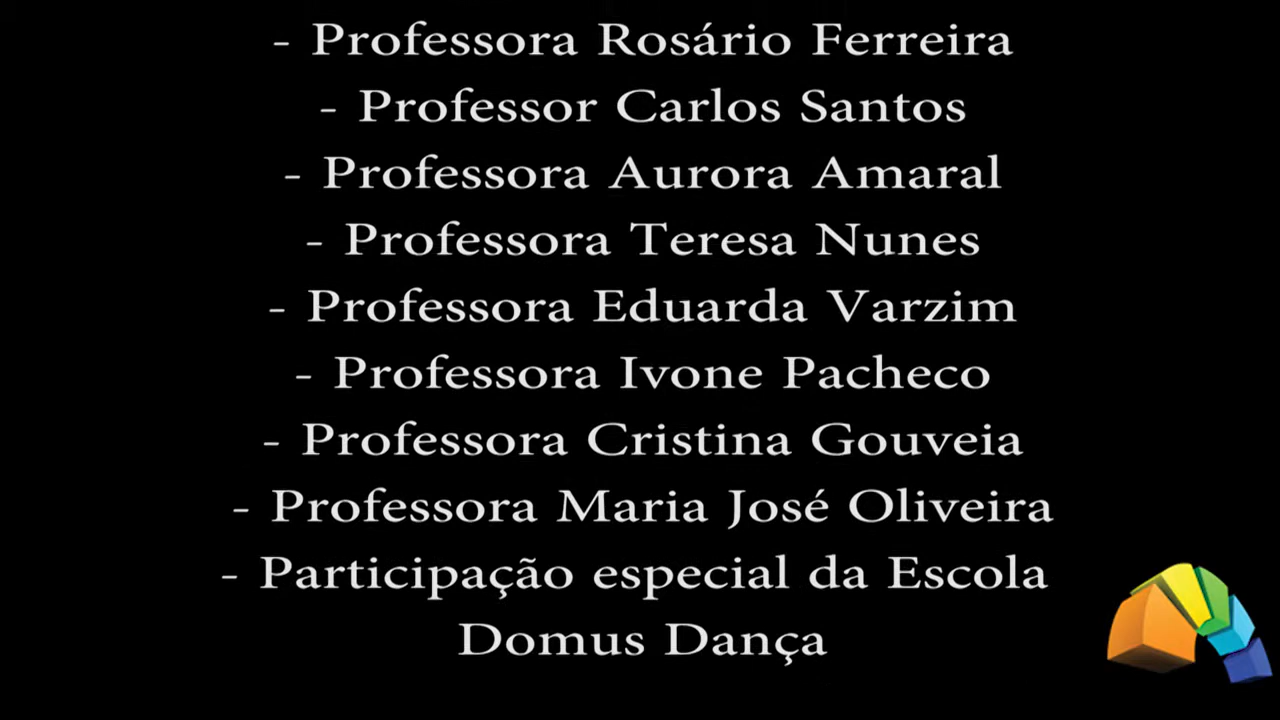 - Professora Rosário Ferreira
- Professor Carlos Santos
- Professora Aurora Amaral
- Professora Teresa Nunes
- Professora Eduarda Varzim
- Professora Ivone Pacheco
- Professora Cristina Gouveia
- Professora Maria José Oliveira
- Participação especial da Escola
Domus Dança